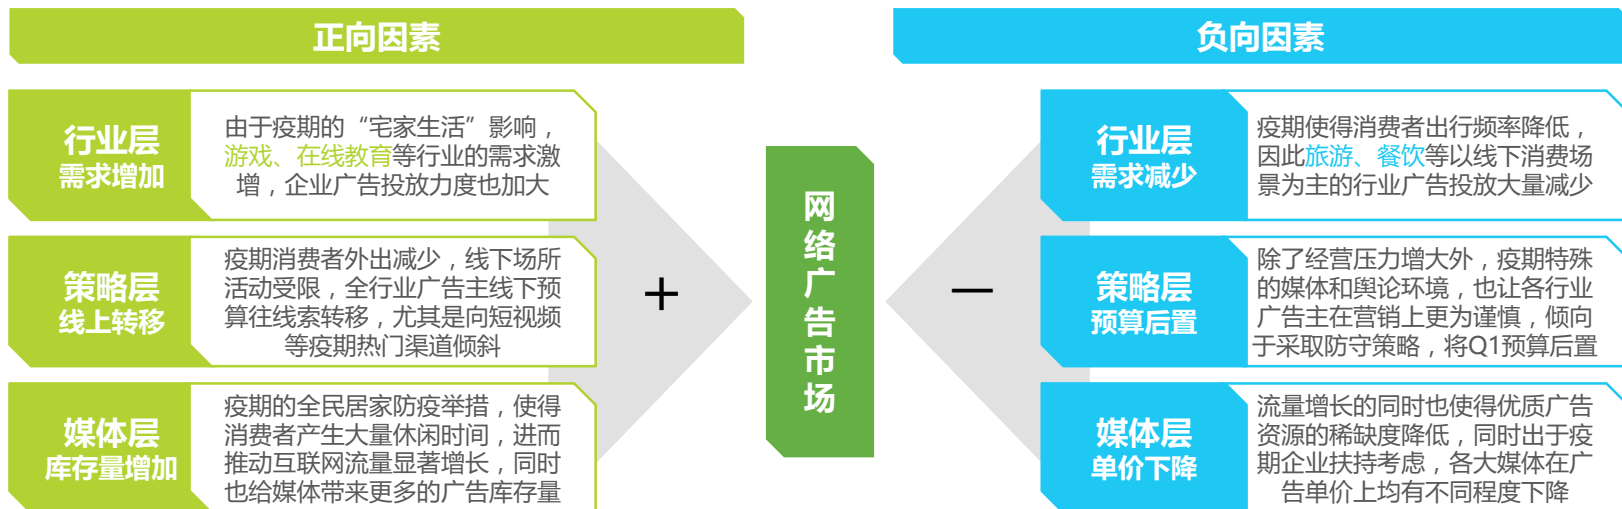 正向因素
行业层
需求增加
由于疫期的“宅家生活”影响，
游戏、在线教育等行业的需求激
增，企业广告投放力度也加大
策略层
线上转移
疫期消费者外出减少，线下场所
活动受限，全行业广告主线下预
算往线索转移，尤其是向短视频
等疫期热门渠道倾斜
媒体层
库存量增加
疫期的全民居家防疫举措，使得
消费者产生大量休闲时间，进而
推动互联网流量显著增长，同时
也给媒体带来更多的广告库存量
+
网络广告市场
—
负向因素
行业层
需求减少
疫期使得消费者出行频率降低，
因此旅游、餐饮等以线下消费场
景为主的行业广告投放大量减少
策略层
预算后置
除了经营压力增大外，疫期特殊
的媒体和舆论环境，也让各行业
广告主在营销上更为谨慎，倾向
于采取防守策略，将Q1预算后置
媒体层
单价下降
流量增长的同时也使得优质广告
资源的稀缺度降低，同时出于疫
期企业扶持考虑，各大媒体在广
告单价上均有不同程度下降